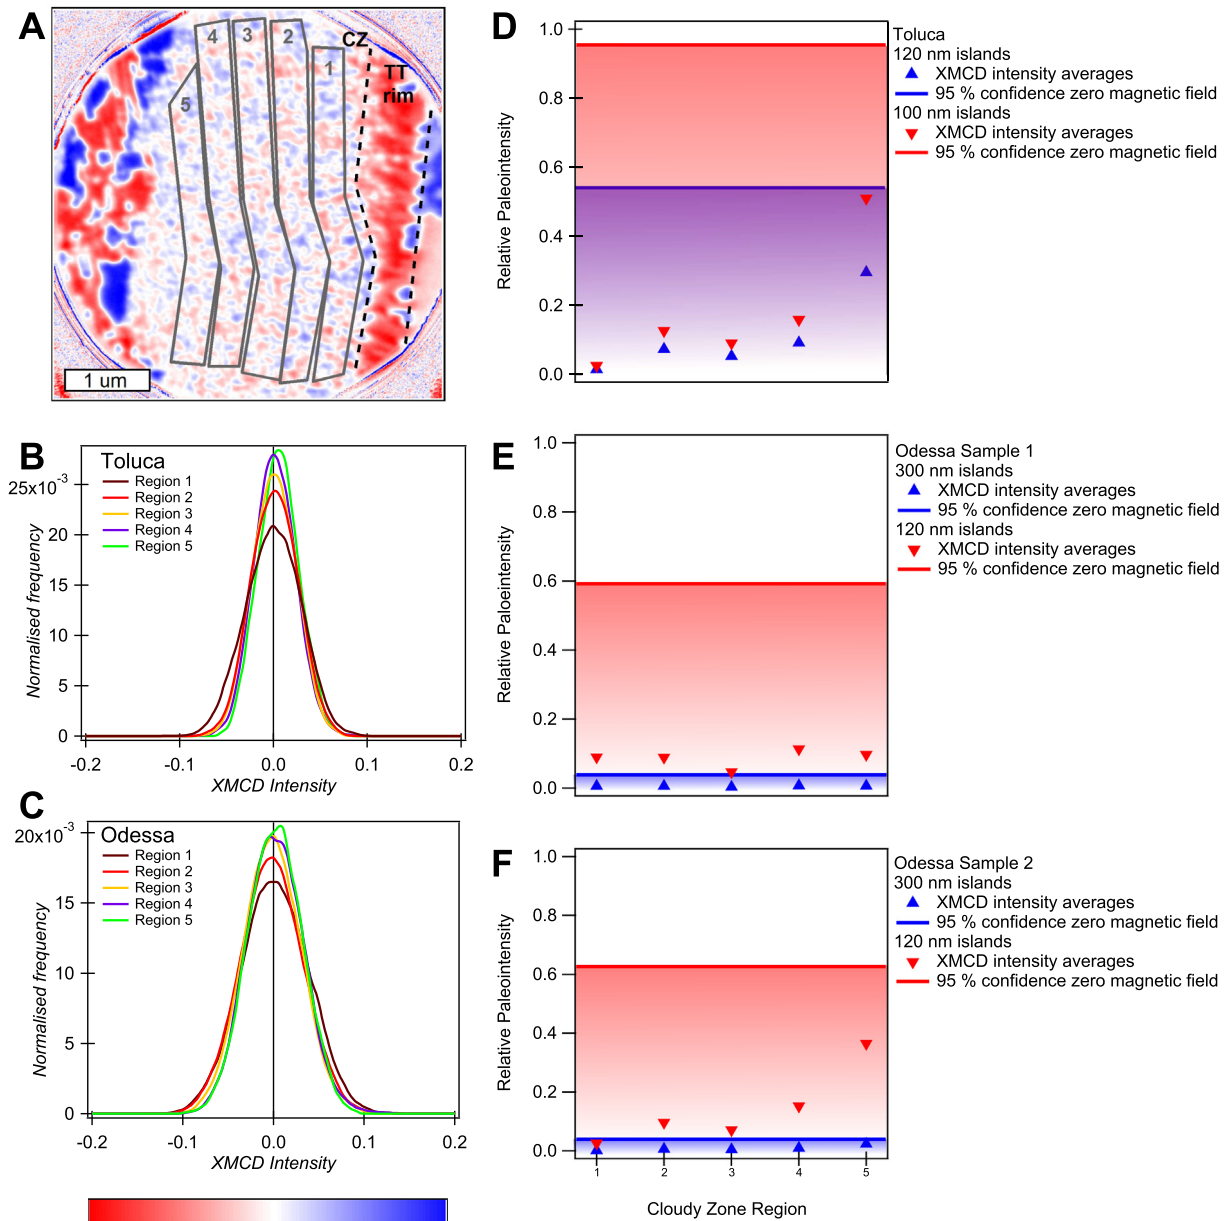 A
5
4
3
2
1
CZ
TT
rim
1 um
B
Toluca
Region 1
Region 2
Region 3
Region 4
Region 5
25x10-3
20
15
10
5
0
Normalised frequency
-0.2
-0.1
0.0
0.1
0.2
XMCD Intensity
C
Odessa
Region 1
Region 2
Region 3
Region 4
Region 5
20x10-3
15
10
5
0
Normalised frequency
-0.2
-0.1
0.0
0.1
0.2
XMCD Intensity
D
1.0
0.8
0.6
0.4
0.2
0.0
Relative Paleointensity
Toluca
120 nm islands
XMCD intensity averages
95 % confidence zero magnetic field
100 nm islands
XMCD intensity averages
95 % confidence zero magnetic field
E
1.0
0.8
0.6
0.4
0.2
0.0
Relative Paloeintensity
Odessa Sample 1
300 nm islands
XMCD intensity averages
95 % confidence zero magnetic field
120 nm islands
XMCD intensity averages
95 % confidence zero magnetic field
F
1.0
0.8
0.6
0.4
0.2
0.0
Relative Paleointensity
Odessa Sample 2
300 nm islands
XMCD intensity averages
95 % confidence zero magnetic field
120 nm islands
XMCD intensity averages
95 % confidence zero magnetic field
1
2
3
4
5
Cloudy Zone Region